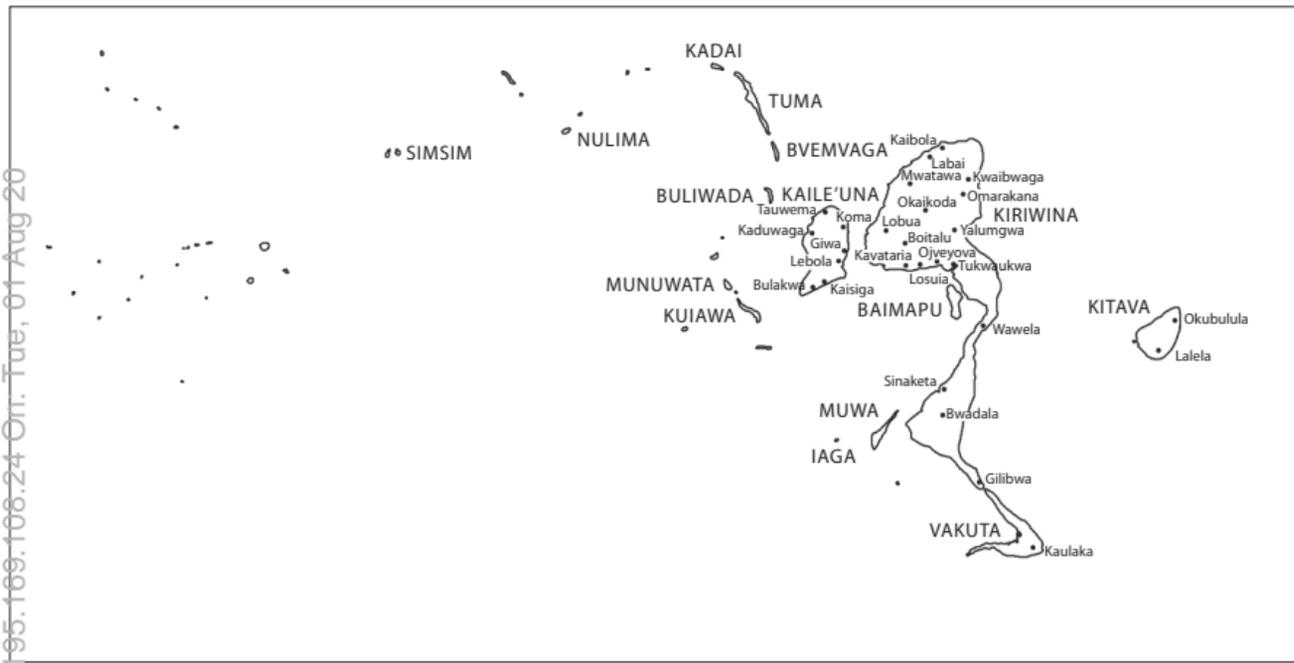 KADAI
TUMA
NULIMA
SIMSIM
BVEMVAGA
Kaibola
Labai
Mwatawa
Kwaibwaga
BULIWADA
KAILE'UNA
Omarakana
Okaikoda
Tauwema
Koma
KIRIWINA
Lobua
Kaduwaga
Yalumgwa
Giwa
Boitalu
Lebola
Kavataria
Ojveyova
Tukwaukwa
Losuia
MUNUWATA
Bulakwa
Kaisiga
KUIAWA
BAIMAPU
KITAVA
Okubulula
Wawela
Lalela
Sinaketa
MUWA
Bwadala
IAGA
Gilibwa
VAKUTA
Kaulaka
195.169.108.24 On: Tue, 01 Aug 20